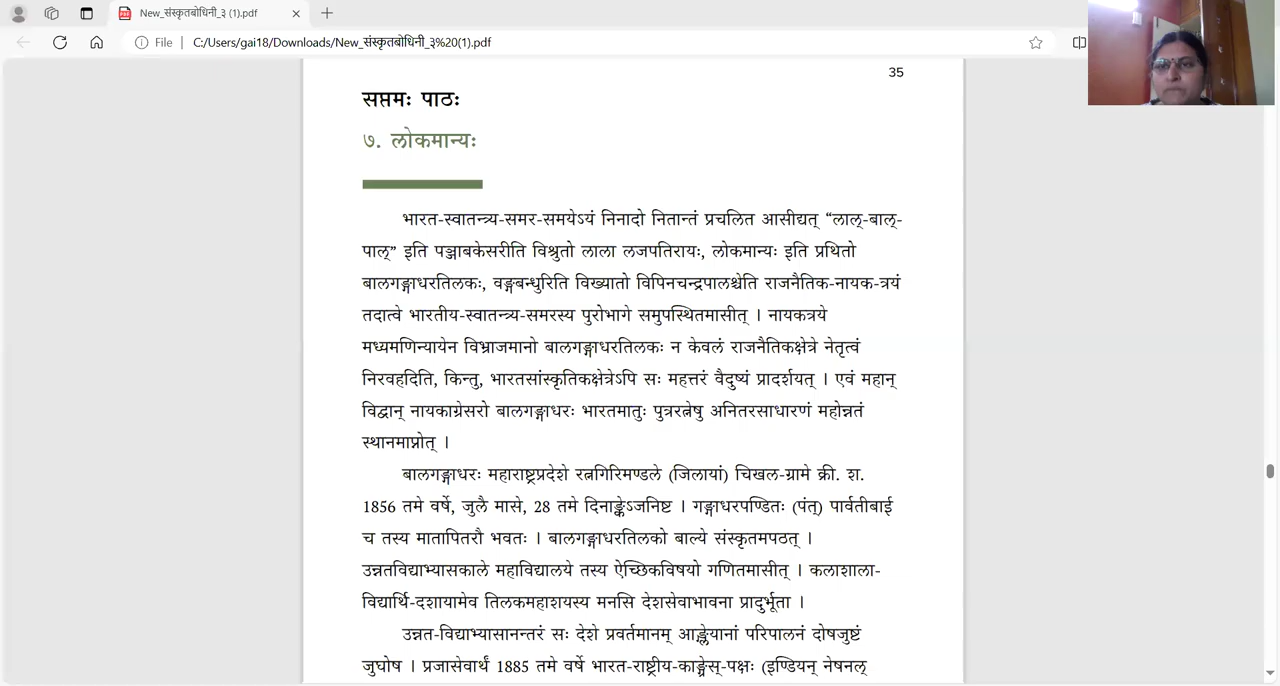 New_संस्कृतबोधिनी_३ (1).pdf
File | C:/Users/gai18/Downloads/New_संस्कृतबोधिनी_३%20(1).pdf
35
सप्तमः पाठः
७. लोकमान्यः
भारत-स्वातन्त्र्य-समर-समयेऽयं निनादो नितान्तं प्रचलित आसीद्यत् “लाल्-बाल्-
पाल्” इति पञ्जाबकेसरीति विश्रुतो लाला लजपतिरायः, लोकमान्यः इति प्रथितो
बालगङ्गाधरतिलकः, वङ्गबन्धुरिति विख्यातो विपिनचन्द्रपालश्चेति राजनैतिक-नायक-त्रयं
तदात्वे भारतीय-स्वातन्त्र्य-समरस्य पुरोभागे समुपस्थितमासीत् । नायकत्रये
मध्यमणिन्यायेन विभ्राजमानो बालगङ्गाधरतिलकः न केवलं राजनैतिकक्षेत्रे नेतृत्वं
निरवहदिति, किन्तु, भारतसांस्कृतिकक्षेत्रेऽपि सः महत्तरं वैदुष्यं प्रादर्शयत् । एवं महान्
विद्वान् नायकाग्रेसरो बालगङ्गाधरः भारतमातुः पुत्ररत्नेषु अनितरसाधारणं महोन्नतं
स्थानमाप्नोत् ।
बालगङ्गाधरः महाराष्ट्रप्रदेशे रत्नगिरिमण्डले (जिलायां) चिखल-ग्रामे क्री. श.
1856 तमे वर्षे, जुलै मासे, 28 तमे दिनाङ्केऽजनिष्ट । गङ्गाधरपण्डितः (पंत्) पार्वतीबाई
च तस्य मातापितरौ भवतः । बालगङ्गाधरतिलको बाल्ये संस्कृतमपठत् ।
उन्नतविद्याभ्यासकाले महाविद्यालये तस्य ऐच्छिकविषयो गणितमासीत् । कलाशाला-
विद्यार्थि-दशायामेव तिलकमहाशयस्य मनसि देशसेवाभावना प्रादुर्भूता ।
उन्नत-विद्याभ्यासानन्तरं सः देशे प्रवर्तमानम् आङ्ग्लेयानां परिपालनं दोषजुष्टं
जुघोष । प्रजासेवार्थं 1885 तमे वर्षे भारत-राष्ट्रीय-काङ्ग्रेस्-पक्षः (इण्डियन् नेषनल्